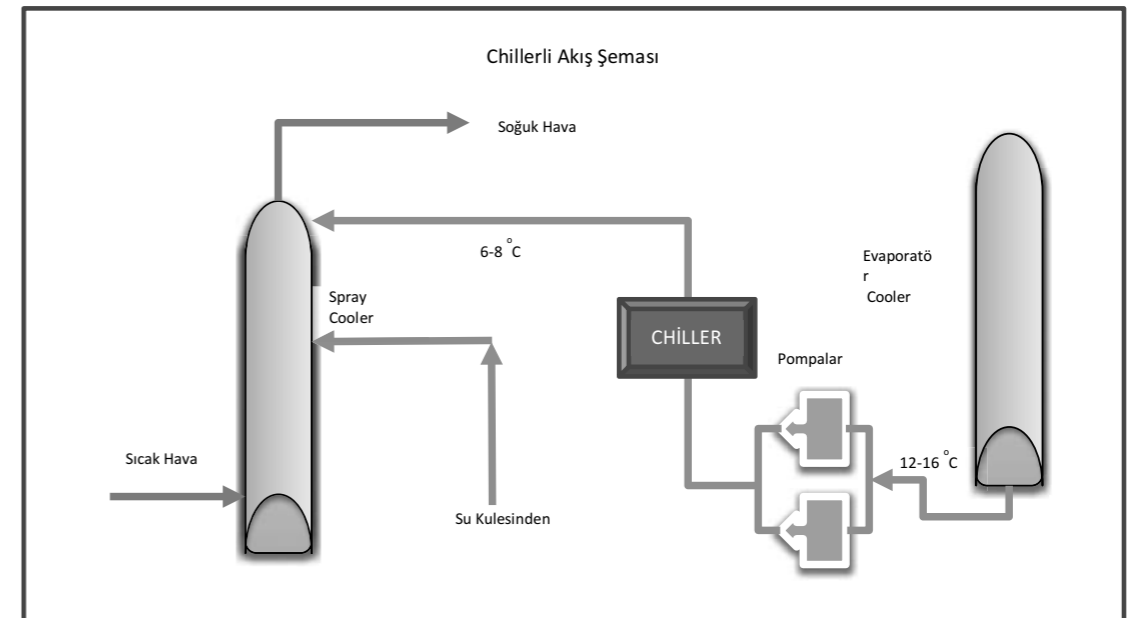 Chillerli Akış Şeması
Soğuk Hava
6-8 °C
Evaporatö
r
Cooler
Spray
Cooler
CHİLLER
Pompalar
12-16 °C
Sıcak Hava
Su Kulesinden